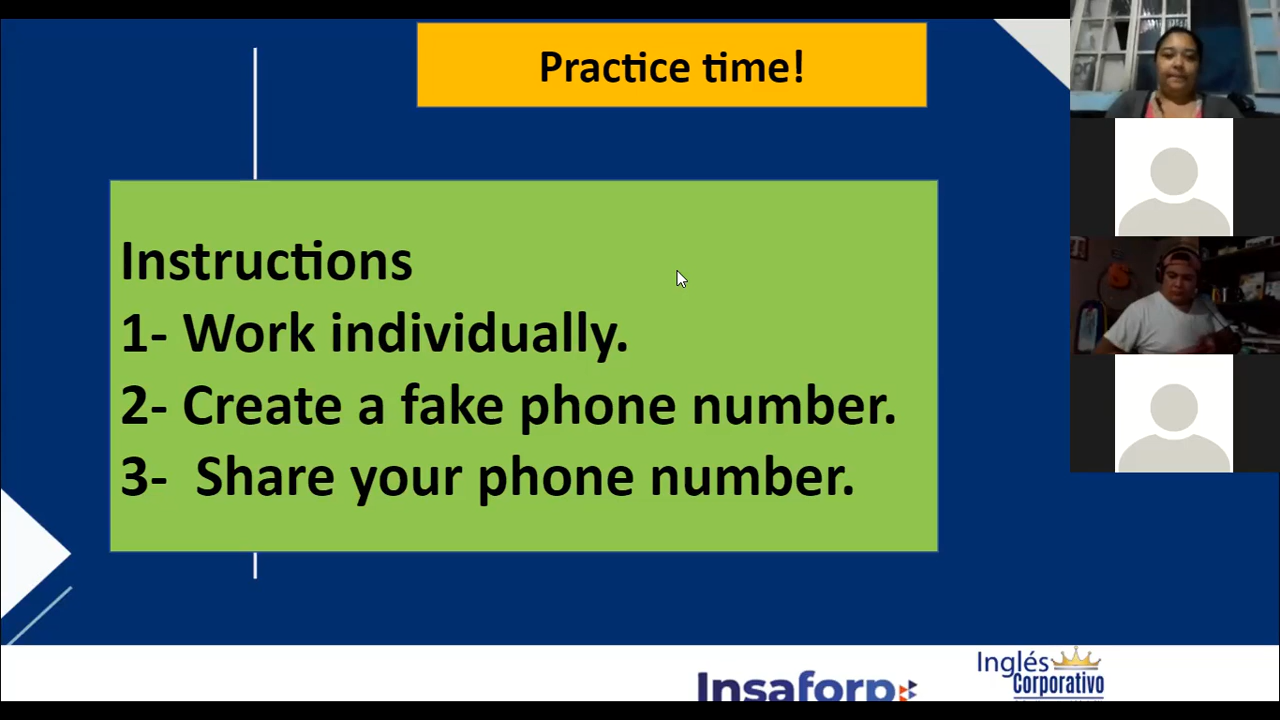 Practice time!
Instructions
1- Work individually.
2- Create a fake phone number.
3- Share your phone number.
Insaforp
Inglés
Corporativo